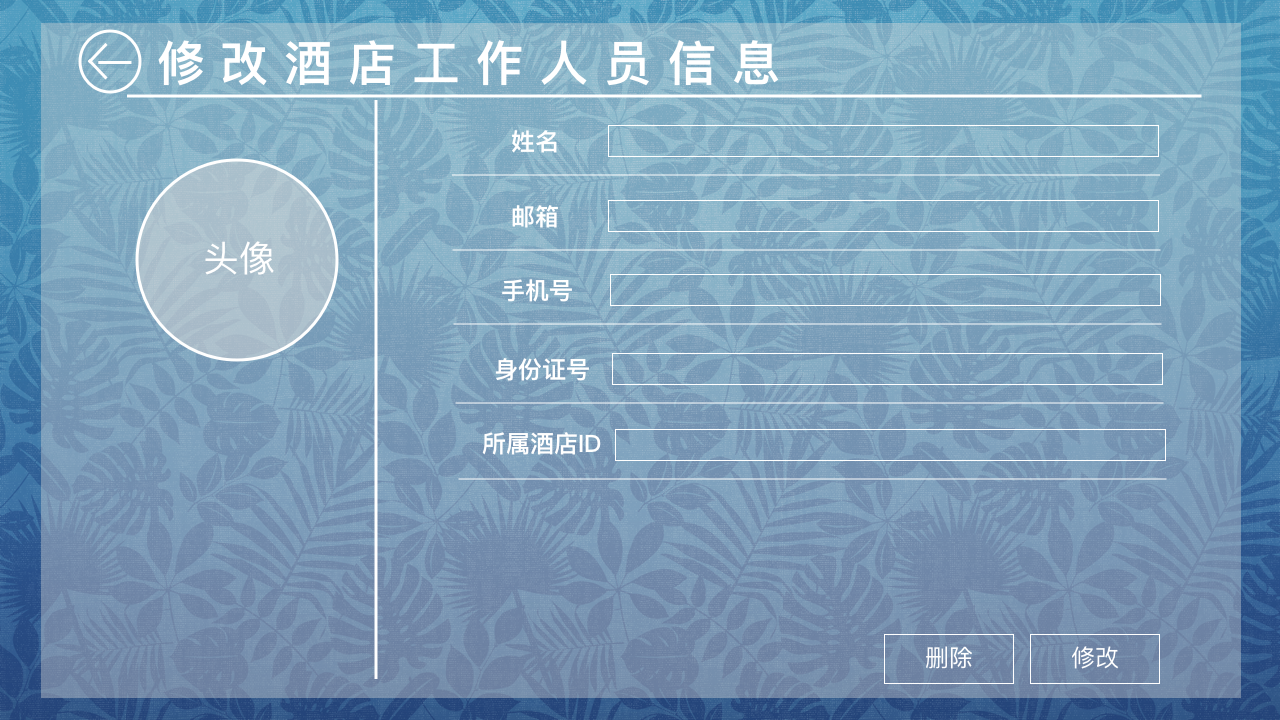 修改酒店工作人员信息
头像
姓名
邮箱
手机号
身份证号
所属酒店ID
删除
修改